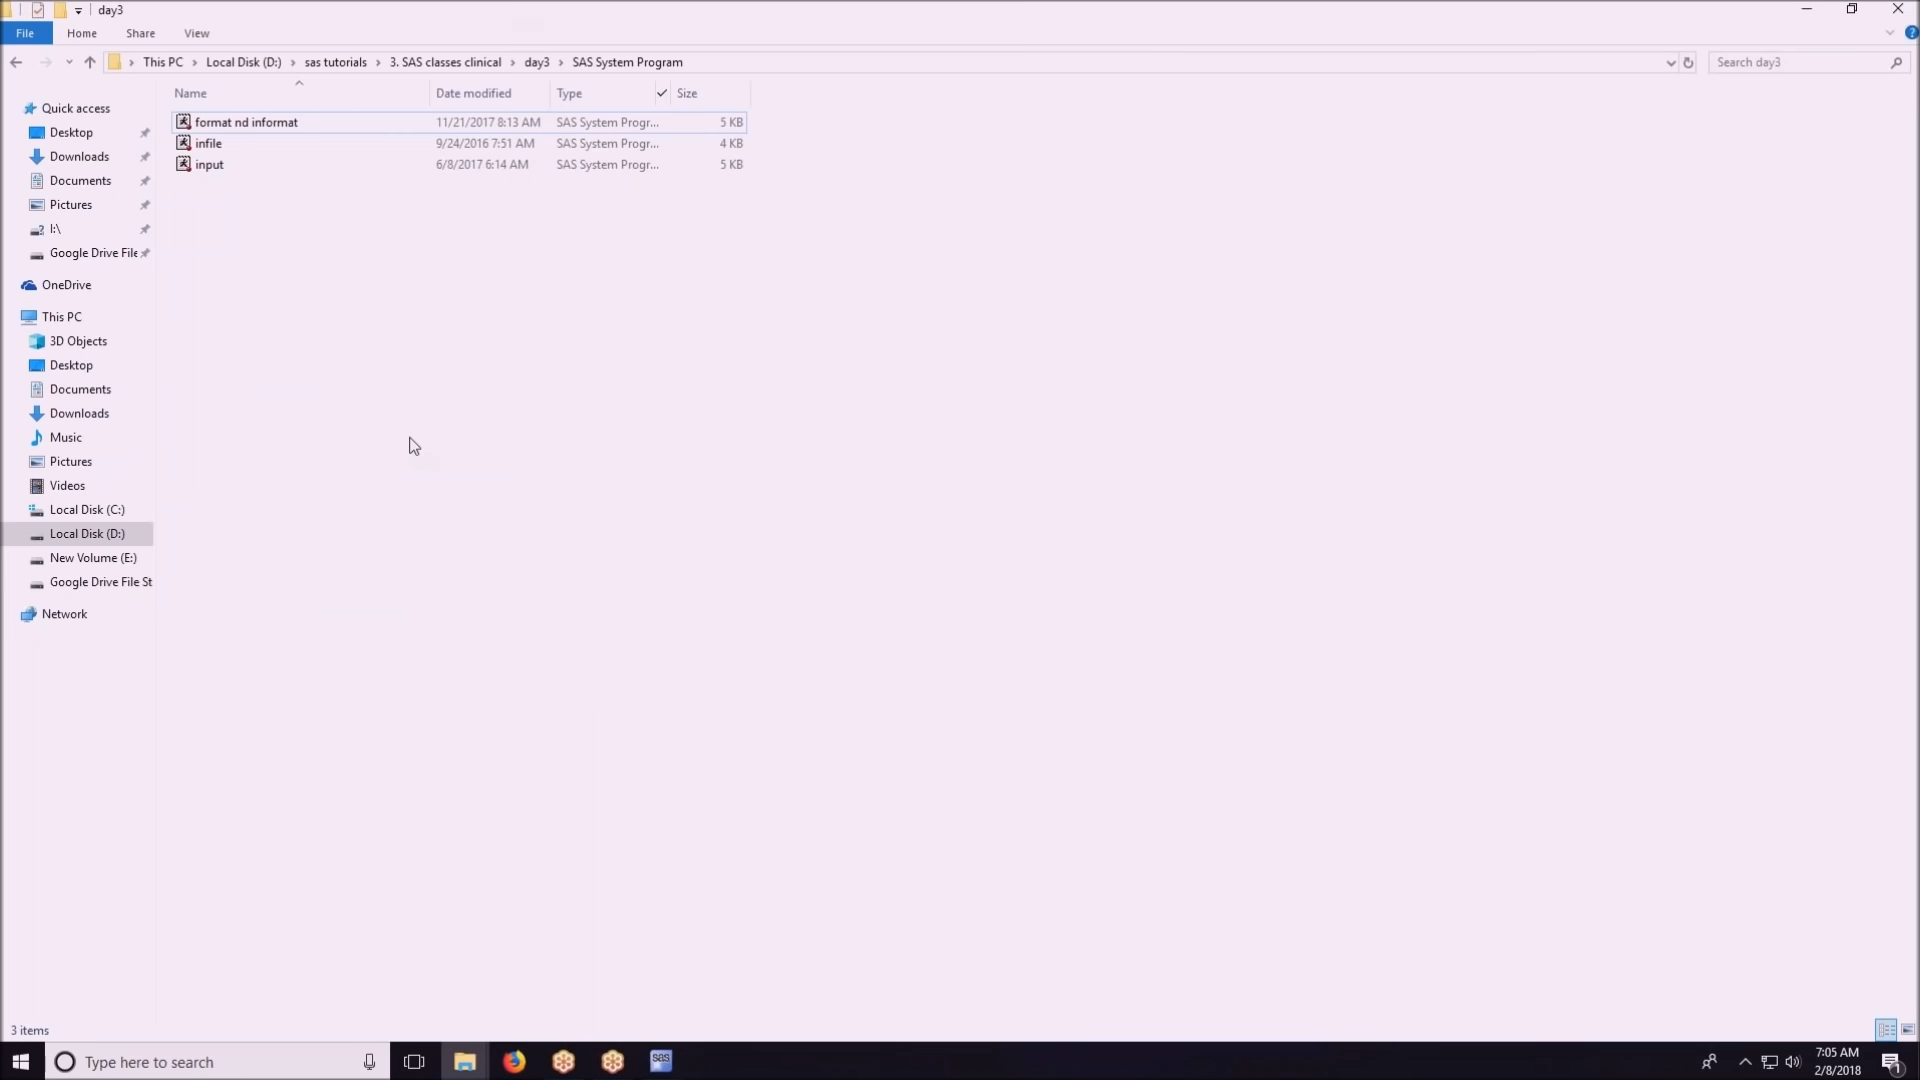 day3
File Home Share View
This PC Local Disk (D:) sas tutorials 3. SAS classes clinical day3 SAS System Program
Search day3
Name Date modified Type Size
format nd informat 11/21/2017 8:13 AM SAS System Progr... 5 KB
infile 9/24/2016 7:51 AM SAS System Progr... 4 KB
input 6/8/2017 6:14 AM SAS System Progr... 5 KB
Quick access
Desktop
Downloads
Documents
Pictures
I:\
Google Drive File
OneDrive
This PC
3D Objects
Desktop
Documents
Downloads
Music
Pictures
Videos
Local Disk (C:)
Local Disk (D:)
New Volume (E:)
Google Drive File St
Network
3 items
Type here to search
sas
7:05 AM
2/8/2018
1